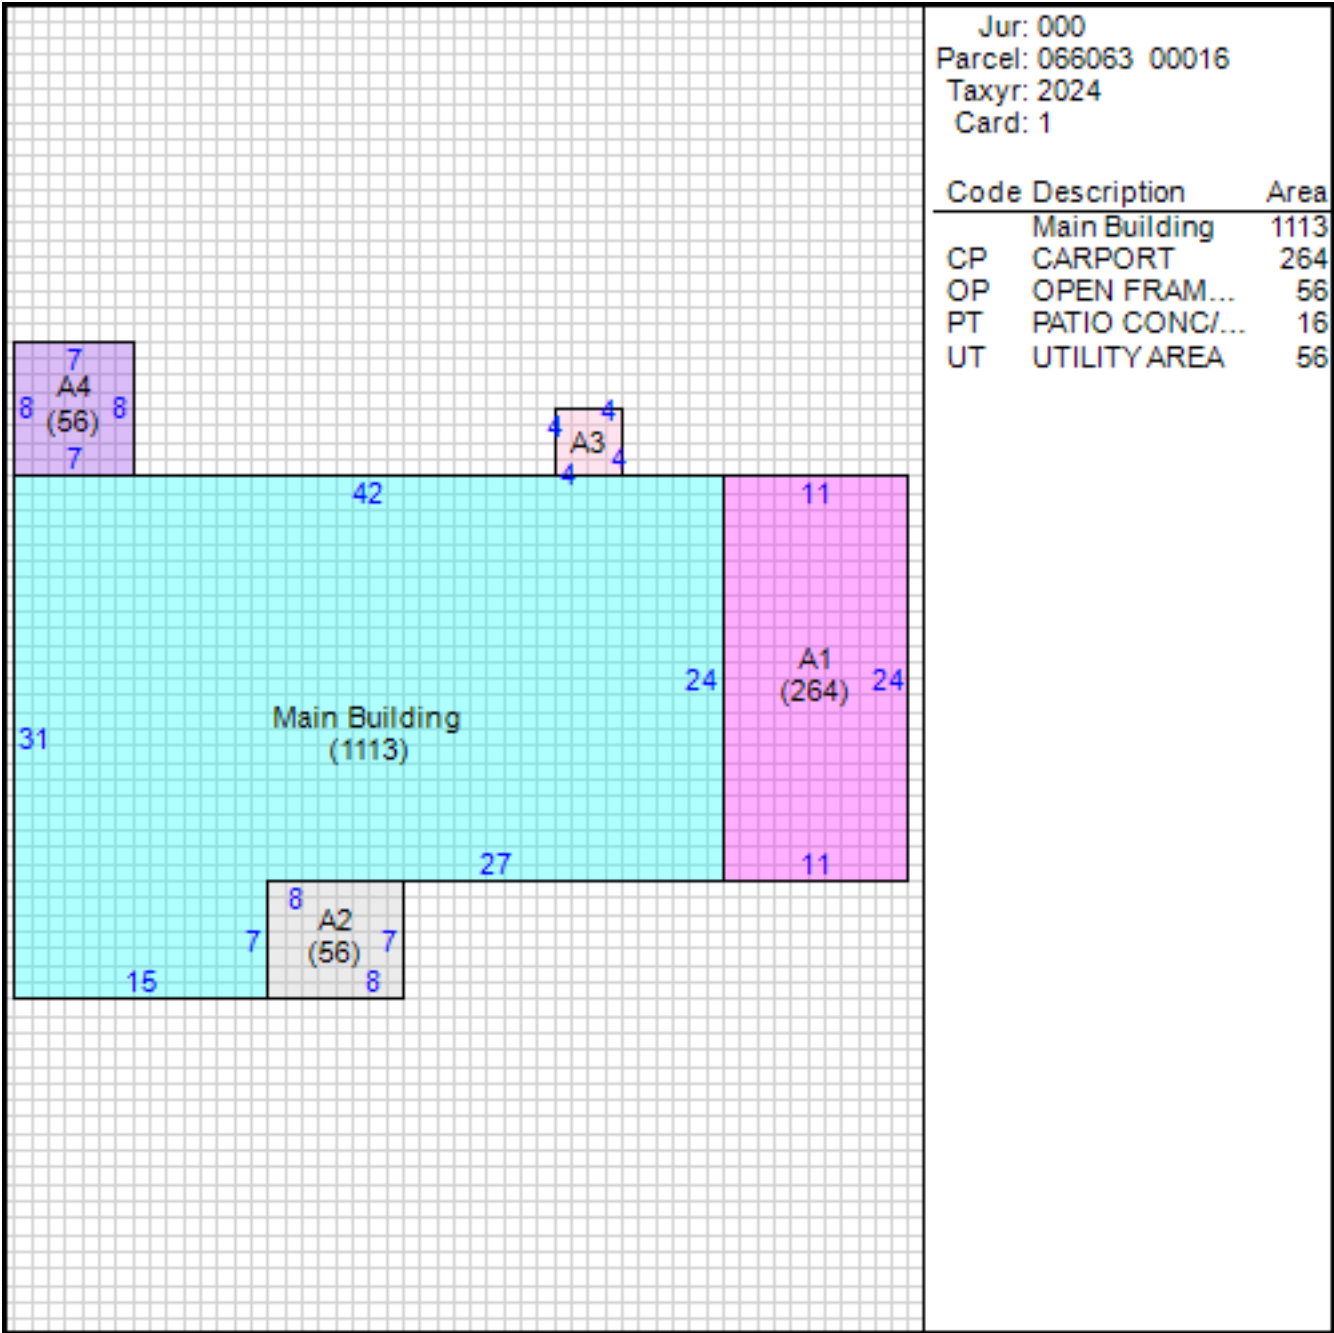 Jur: 000
Parcel: 066063 00016
Taxyr: 2024
Card: 1
Code Description Area
Main Building 1113
CP CARPORT 264
OP OPEN FRAM... 56
PT PATIO CONC/... 16
UT UTILITY AREA 56
7
A4
8 8
(56)
7
4
4
A3
4
4
42
11
A1
24
(264)
24
Main Building
31
(1113)
27
11
8
A2
7
(56)
7
15
8